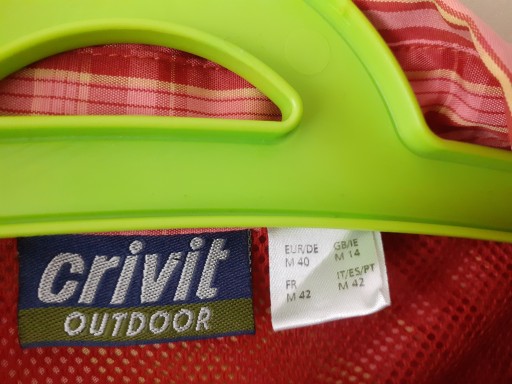 crivit
OUTDOOR
EUR/DE
M 40
GB/IE
M 14
FR
M 42
IT/ES/PT
M 42